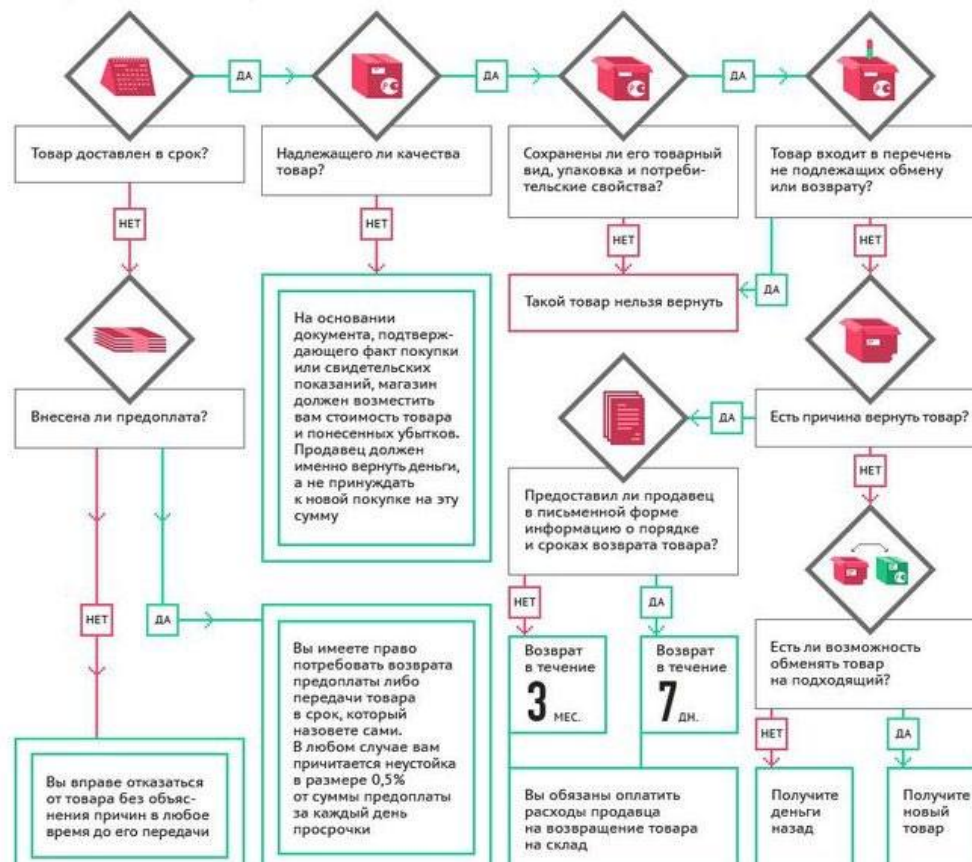 ДА
ДА
ДА
Товар доставлен в срок?
Надлежащего ли качества
товар?
Сохранены ли его товарный
вид, упаковка и потреби-
тельские свойства?
Товар входит в перечень
не подлежащих обмену
или возврату?
НЕТ
НЕТ
НЕТ
НЕТ
ДА
Такой товар нельзя вернуть
На основании
документа, подтверж-
дающего факт покупки
или свидетельских
показаний, магазин
должен возместить
вам стоимость товара
и понесенных убытков.
Продавец должен
именно вернуть деньги,
а не принуждать
к новой покупке на эту
сумму
Внесена ли предоплата?
ДА
Есть причина вернуть товар?
НЕТ
Предоставил ли продавец
в письменной форме
информацию о порядке
и сроках возврата товара?
НЕТ
ДА
НЕТ
ДА
Вы имеете право
потребовать возврата
предоплаты либо
передачи товара
в срок, который
назовете сами.
В любом случае вам
причитается неустойка
в размере 0,5%
от суммы предоплаты
за каждый день
просрочки
Возврат
в течение
3 МЕС.
Возврат
в течение
7 ДН.
Есть ли возможность
обменять товар
на подходящий?
НЕТ
ДА
Вы вправе отказаться
от товара без объяс-
нения причин в любое
время до его передачи
Вы обязаны оплатить
расходы продавца
на возвращение товара
на склад
Получите
деньги
назад
Получите
новый
товар